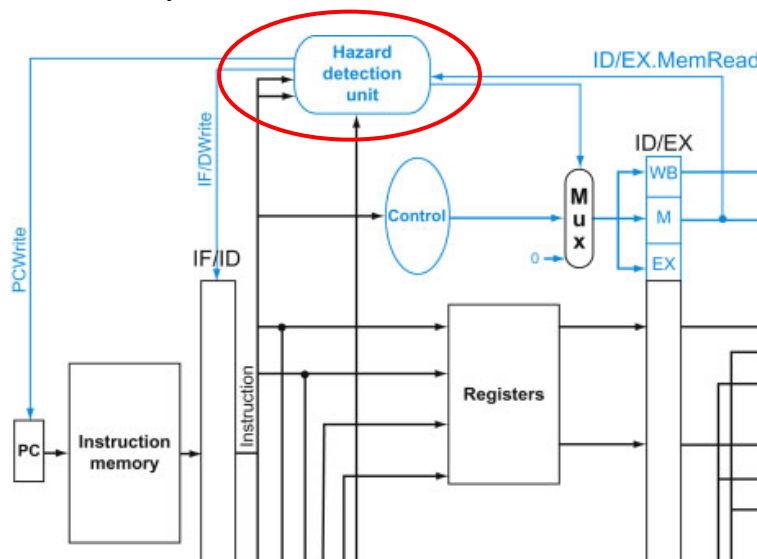 Hazard
detection
unit
ID/EX.MemRead
IF/DWrite
PCWrite
ID/EX
WB
M
EX
Control
M
u
x
0
IF/ID
Instruction
Registers
PC
Instruction
memory